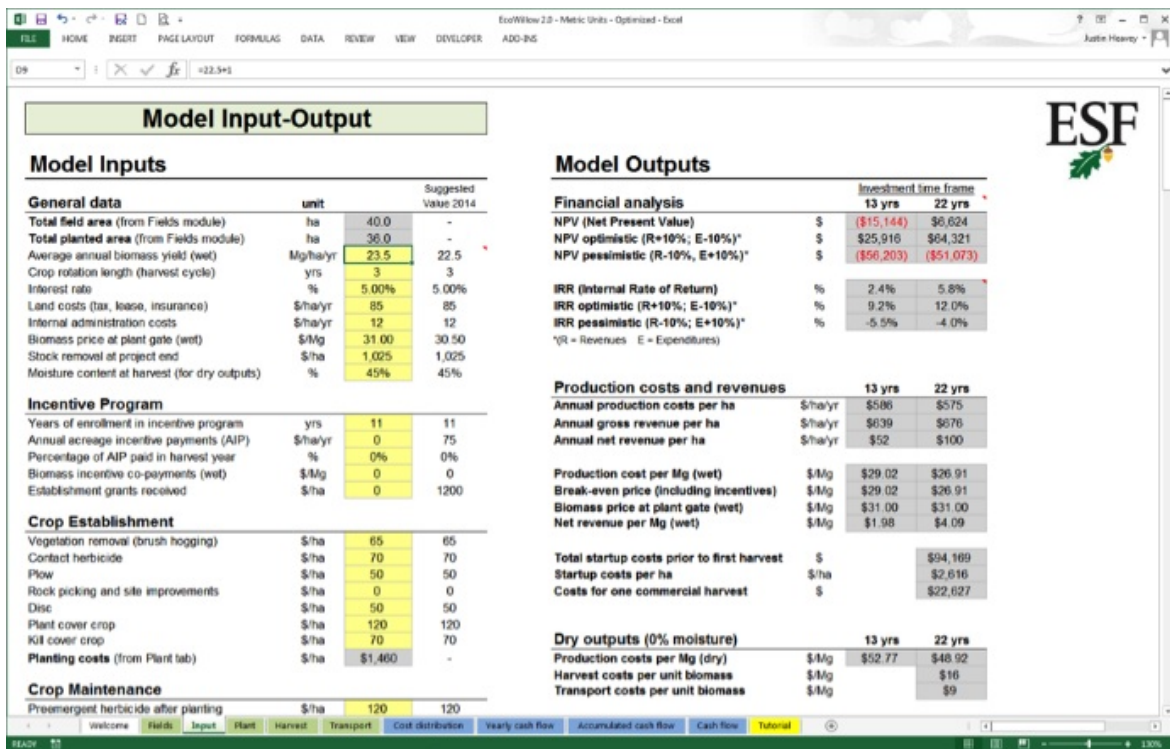 EcoWillow 2.0 - Metric Units - Optimized - Excel
FILE HOME INSERT PAGE LAYOUT FORMULAS DATA REVIEW VIEW DEVELOPER ADD-INS Justin Heavey
D9 fx =22.5+1
Model Input-Output
ESF
Model Inputs
General data unit Suggested Value 2014
Total field area (from Fields module) ha 40.0 -
Total planted area (from Fields module) ha 36.0 -
Average annual biomass yield (wet) Mg/ha/yr 23.5 22.5
Crop rotation length (harvest cycle) yrs 3 3
Interest rate % 5.00% 5.00%
Land costs (tax, lease, insurance) $/ha/yr 85 85
Internal administration costs $/ha/yr 12 12
Biomass price at plant gate (wet) $/Mg 31.00 30.50
Stock removal at project end $/ha 1,025 1,025
Moisture content at harvest (for dry outputs) % 45% 45%
Incentive Program
Years of enrollment in incentive program yrs 11 11
Annual acreage incentive payments (AIP) $/ha/yr 0 75
Percentage of AIP paid in harvest year % 0% 0%
Biomass incentive co-payments (wet) $/Mg 0 0
Establishment grants received $/ha 0 1200
Crop Establishment
Vegetation removal (brush hogging) $/ha 65 65
Contact herbicide $/ha 70 70
Plow $/ha 50 50
Rock picking and site improvements $/ha 0 0
Disc $/ha 50 50
Plant cover crop $/ha 120 120
Kill cover crop $/ha 70 70
Planting costs (from Plant tab) $/ha $1,460 -
Crop Maintenance
Preemergent herbicide after planting $/ha 120 120
Model Outputs
Investment time frame
Financial analysis 13 yrs 22 yrs
NPV (Net Present Value) $ ($15,144) $6,624
NPV optimistic (R+10%; E-10%)* $ $25,916 $64,321
NPV pessimistic (R-10%, E+10%)* $ ($56,203) ($51,073)
IRR (Internal Rate of Return) % 2.4% 5.8%
IRR optimistic (R+10%; E-10%)* % 9.2% 12.0%
IRR pessimistic (R-10%; E+10%)* % -5.5% -4.0%
*(R = Revenues E = Expenditures)
Production costs and revenues 13 yrs 22 yrs
Annual production costs per ha $/ha/yr $586 $575
Annual gross revenue per ha $/ha/yr $639 $676
Annual net revenue per ha $/ha/yr $52 $100
Production cost per Mg (wet) $/Mg $29.02 $26.91
Break-even price (including incentives) $/Mg $29.02 $26.91
Biomass price at plant gate (wet) $/Mg $31.00 $31.00
Net revenue per Mg (wet) $/Mg $1.98 $4.09
Total startup costs prior to first harvest $ $94,169
Startup costs per ha $/ha $2,616
Costs for one commercial harvest $ $22,627
Dry outputs (0% moisture) 13 yrs 22 yrs
Production costs per Mg (dry) $/Mg $52.77 $48.92
Harvest costs per unit biomass $/Mg $16
Transport costs per unit biomass $/Mg $9
Welcome Fields Input Plant Harvest Transport Cost distribution Yearly cash flow Accumulated cash flow Cash flow Tutorial
READY 130%